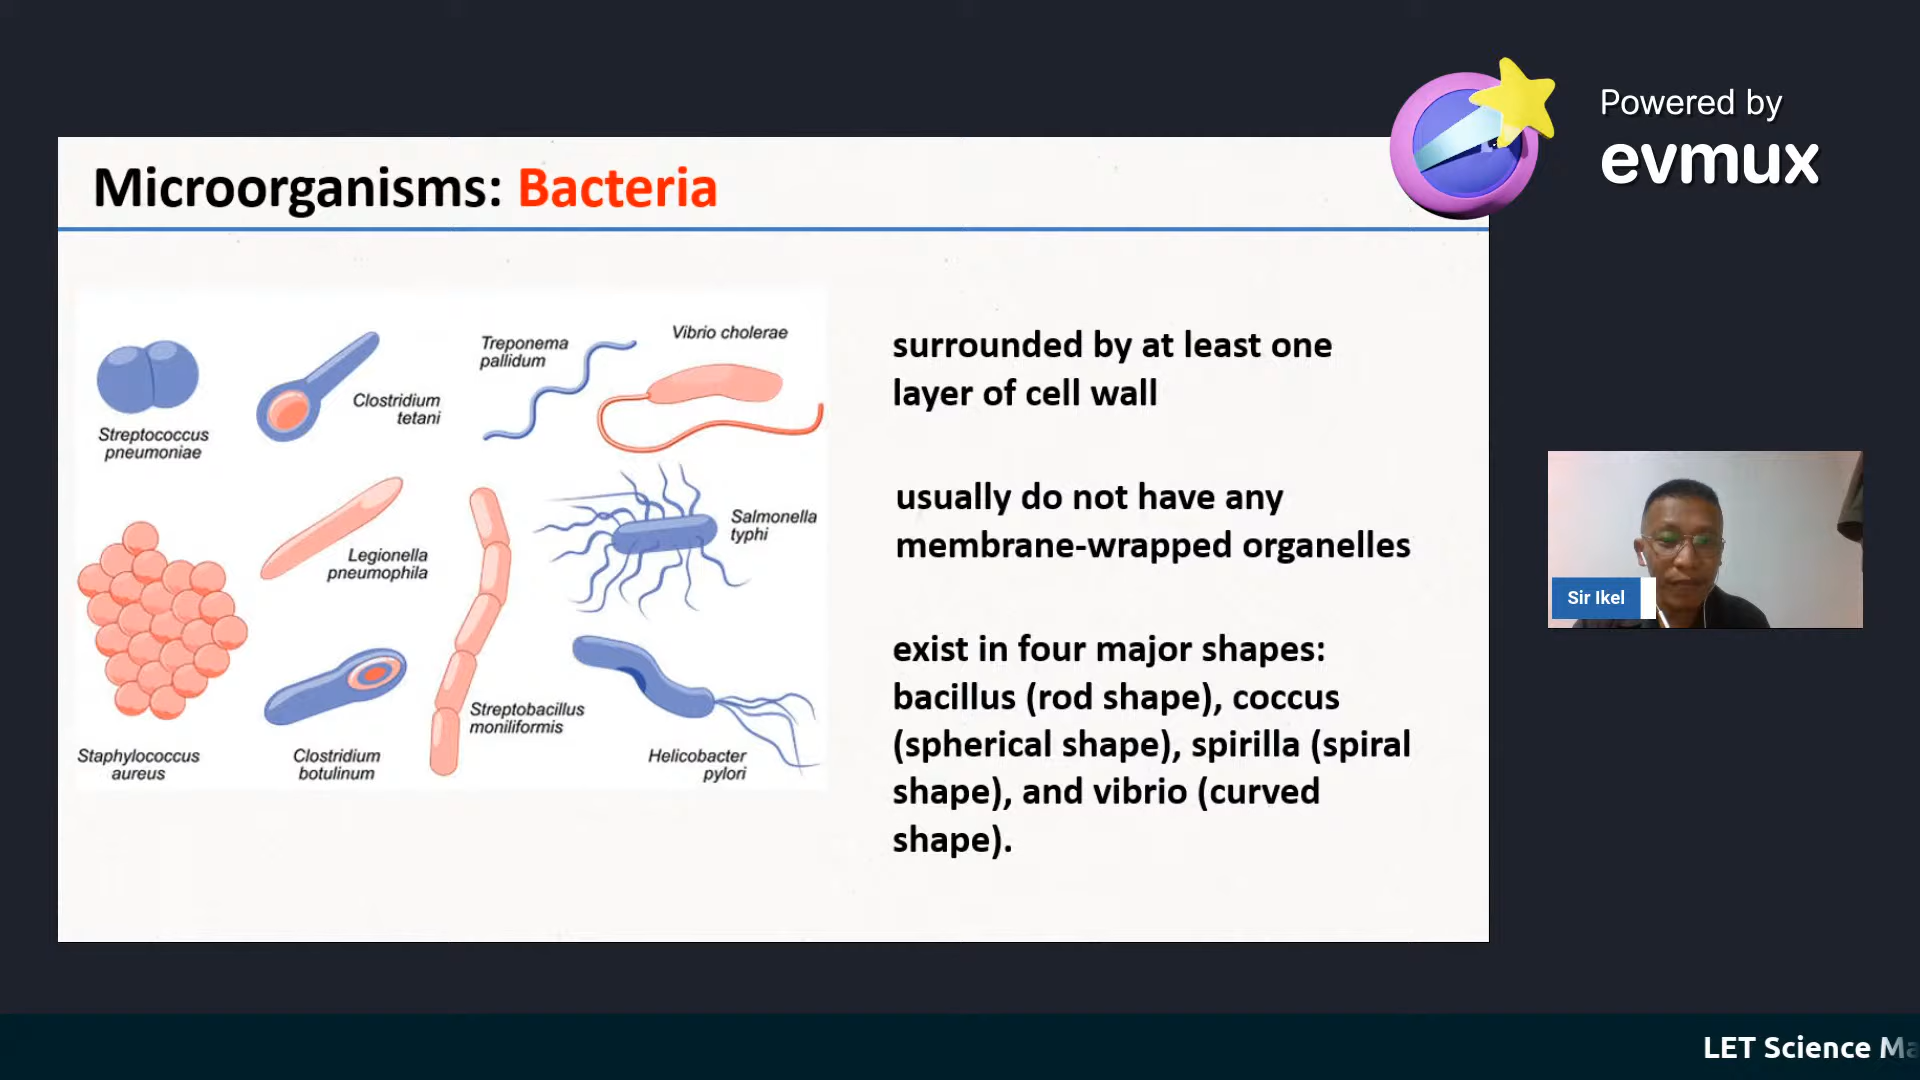 Powered by
evmux
Microorganisms: Bacteria
Streptococcus
pneumoniae
Clostridium
tetani
Treponema
pallidum
Vibrio cholerae
Legionella
pneumophila
Salmonella
typhi
Staphylococcus
aureus
Clostridium
botulinum
Streptobacillus
moniliformis
Helicobacter
pylori
surrounded by at least one
layer of cell wall
usually do not have any
membrane-wrapped organelles
exist in four major shapes:
bacillus (rod shape), coccus
(spherical shape), spirilla (spiral
shape), and vibrio (curved
shape).
Sir Ikel
LET Science Ma